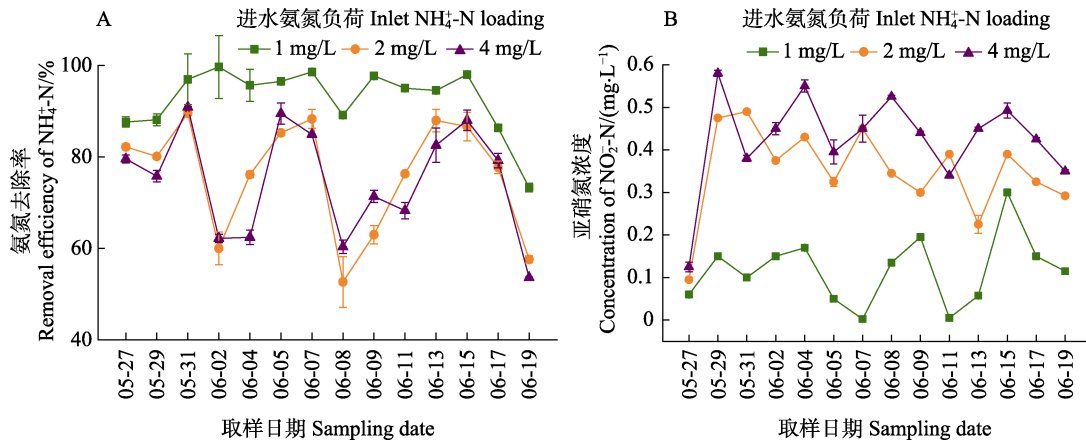 A
进水氨氮负荷 Inlet NH₄⁺-N loading
1 mg/L
2 mg/L
4 mg/L
氨氮去除率
Removal efficiency of NH₄⁺-N/%
100
80
60
40
05-27
05-29
05-31
06-02
06-04
06-05
06-07
06-08
06-09
06-11
06-13
06-15
06-17
06-19
取样日期 Sampling date
B
进水氨氮负荷 Inlet NH₄⁺-N loading
1 mg/L
2 mg/L
4 mg/L
亚硝氮浓度
Concentration of NO₂⁻-N/(mg·L⁻¹)
0.6
0.5
0.4
0.3
0.2
0.1
0
05-27
05-29
05-31
06-02
06-04
06-05
06-07
06-08
06-09
06-11
06-13
06-15
06-17
06-19
取样日期 Sampling date